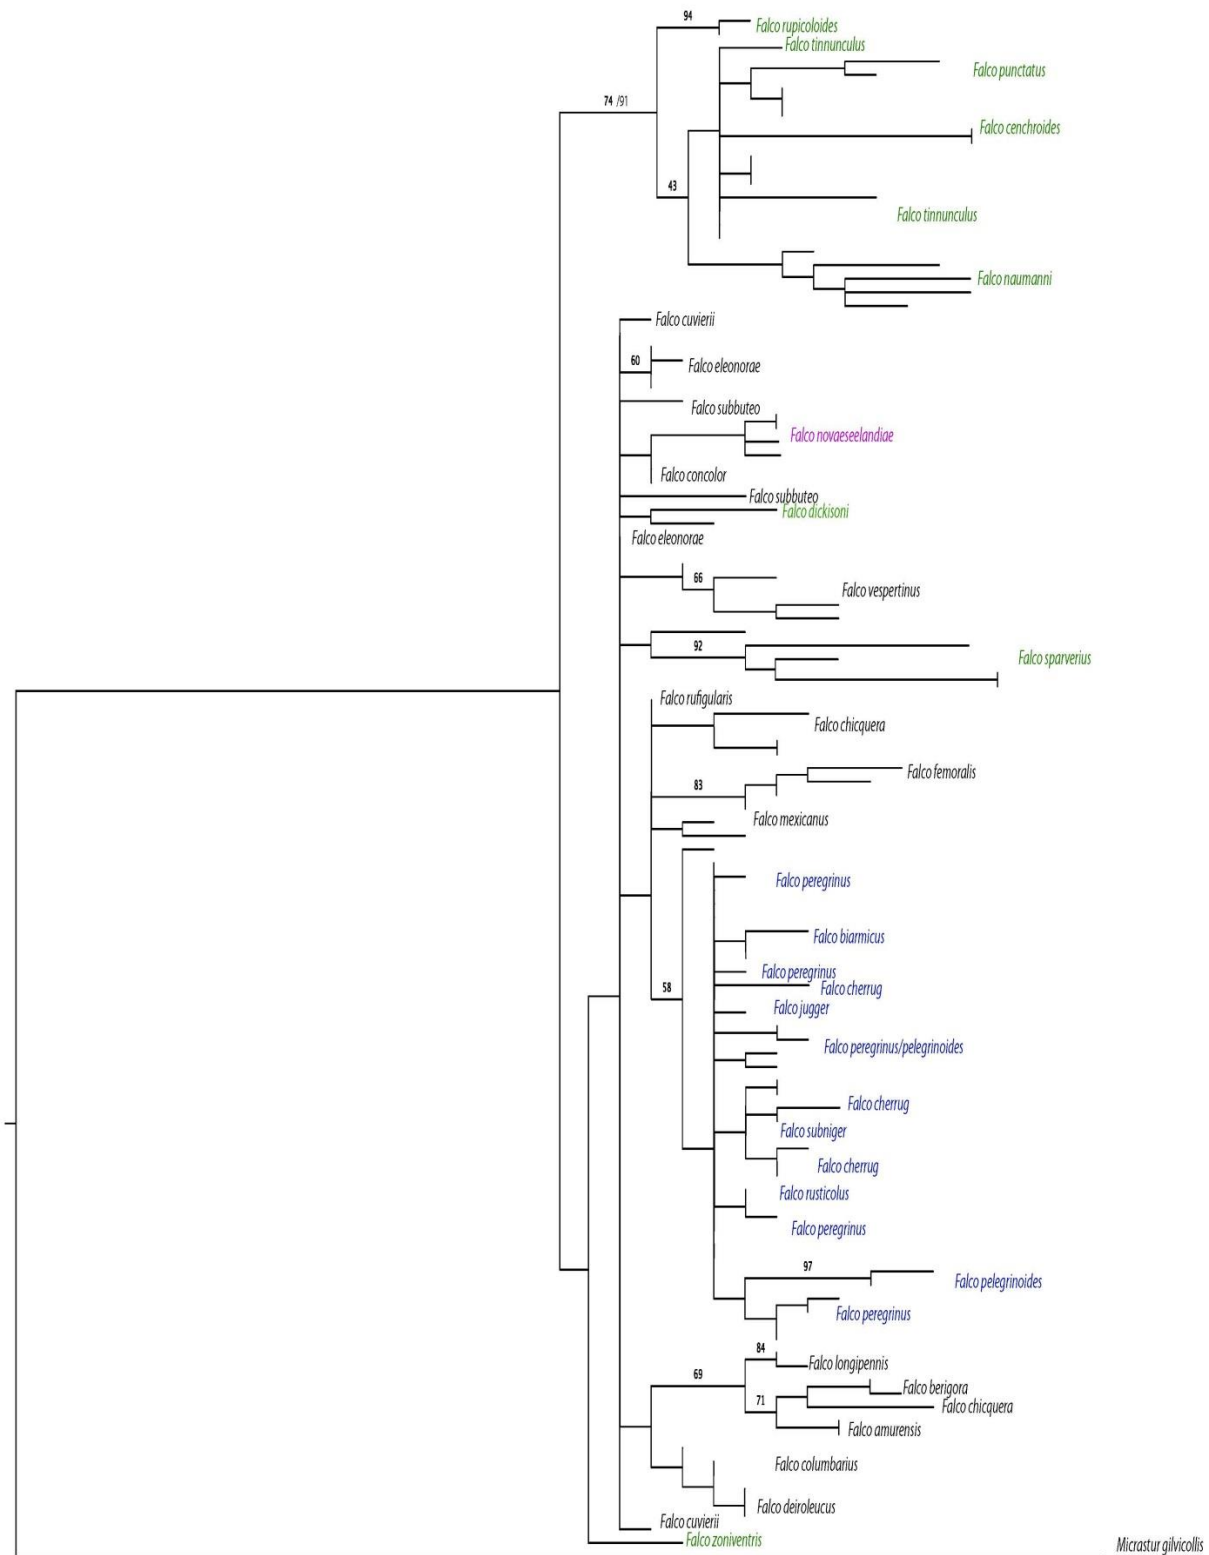 94
Falco rupicoloides
Falco tinnunculus
Falco punctatus
74 /91
Falco cenchroides
43
Falco tinnunculus
Falco naumanni
Falco cuvierii
60
Falco eleonorae
Falco subbuteo
Falco novaeseelandiae
Falco concolor
Falco subbuteo
Falco dickisoni
Falco eleonorae
66
Falco vespertinus
92
Falco sparverius
Falco rufigularis
Falco chicquera
Falco femoralis
83
Falco mexicanus
Falco peregrinus
Falco biarmicus
Falco peregrinus
58
Falco cherrug
Falco jugger
Falco peregrinus/pelegrinoides
Falco cherrug
Falco subniger
Falco cherrug
Falco rusticolus
Falco peregrinus
97
Falco pelegrinoides
Falco peregrinus
84
Falco longipennis
69
Falco berigora
71
Falco chicquera
Falco amurensis
Falco columbarius
Falco deiroleucus
Falco cuvierii
Falco zoniventris
Micrastur gilvicollis